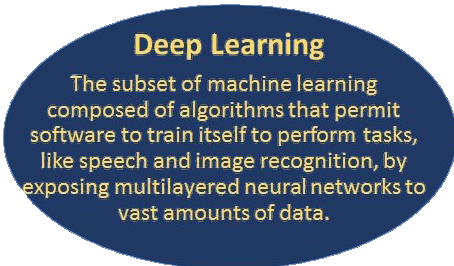 Deep Learning
The subset of machine learning
composed of algorithms that permit
software to train itself to perform tasks,
like speech and image recognition, by
exposing multilayered neural networks to
vast amounts of data.